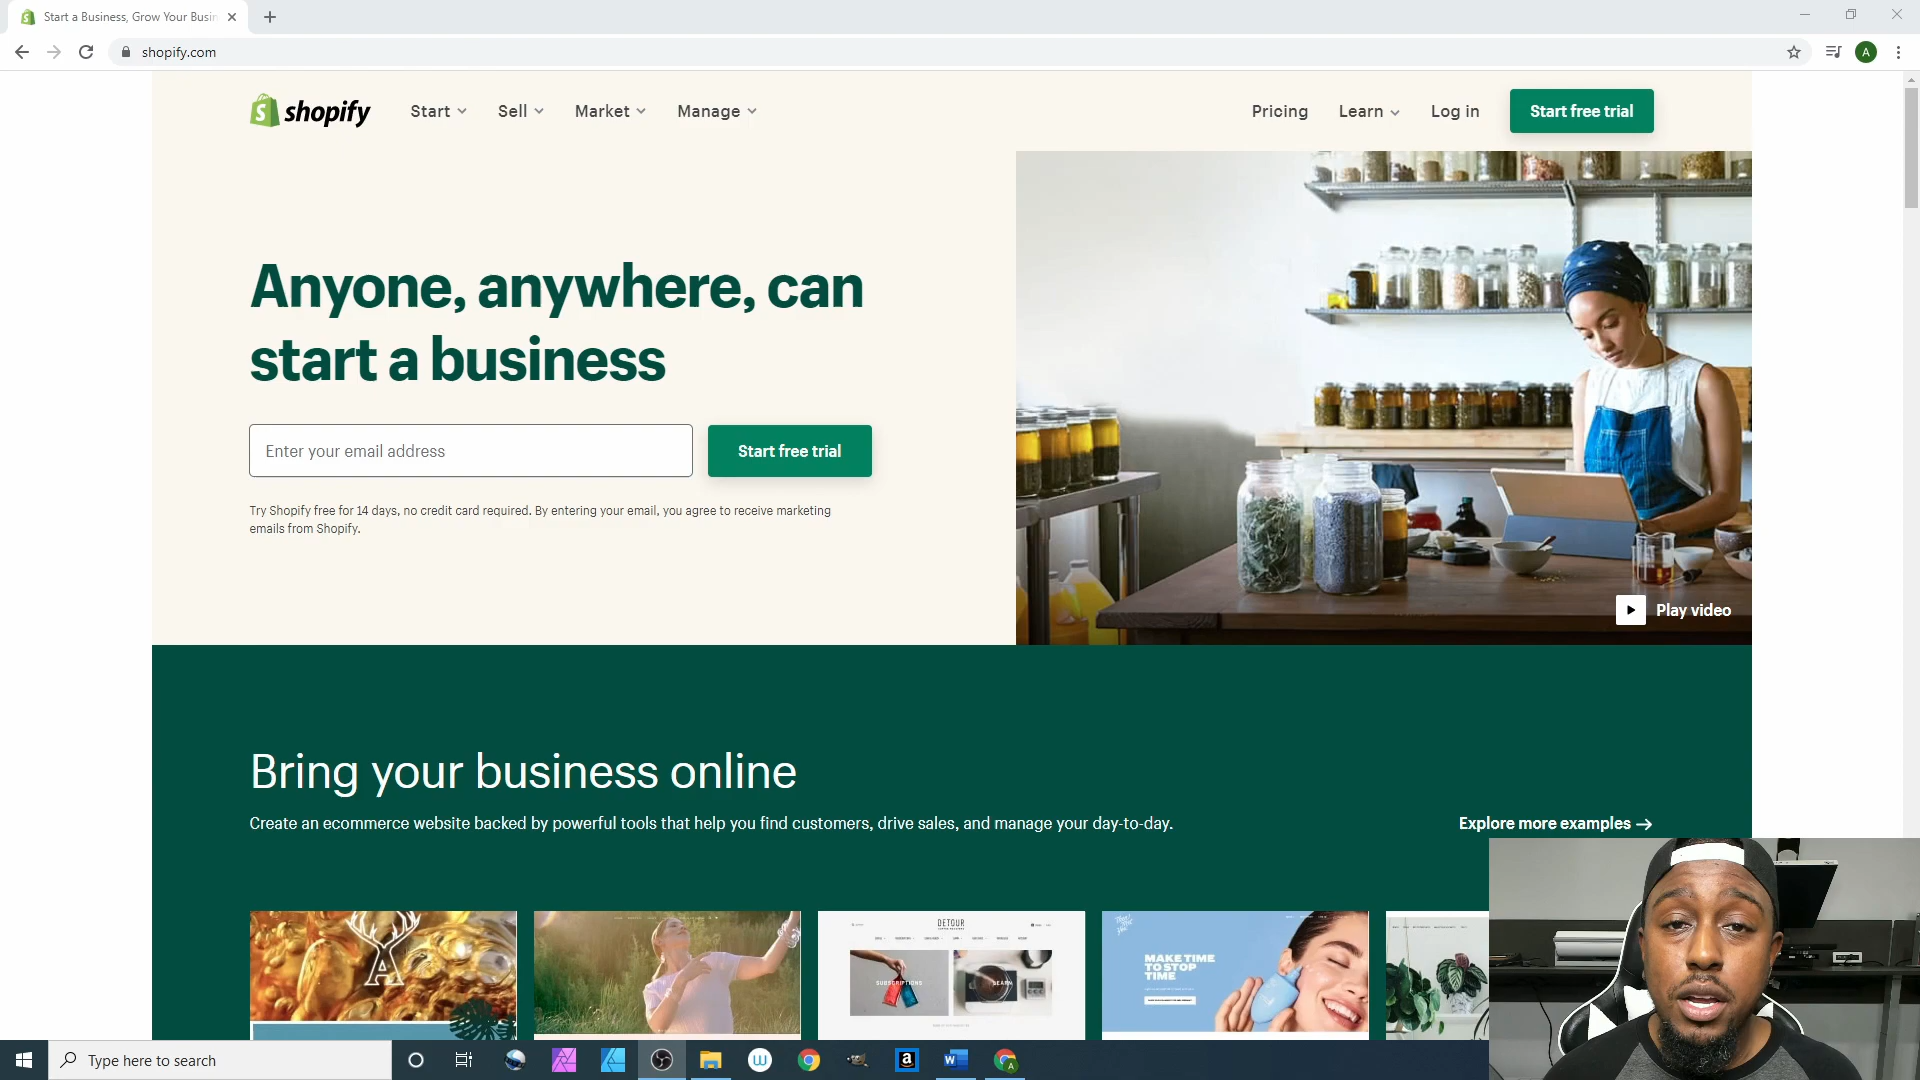 Start a Business, Grow Your Busin
shopify.com
A
shopify
Start
Sell
Market
Manage
Pricing
Learn
Log in
Start free trial
Anyone, anywhere, can
start a business
Enter your email address
Start free trial
Try Shopify free for 14 days, no credit card required. By entering your email, you agree to receive marketing
emails from Shopify.
Play video
Bring your business online
Create an ecommerce website backed by powerful tools that help you find customers, drive sales, and manage your day-to-day.
Explore more examples →
A
DETOUR
SUBSCRIPTIONS
LEARN
MAKE TIME
TO STOP
TIME
Type here to search